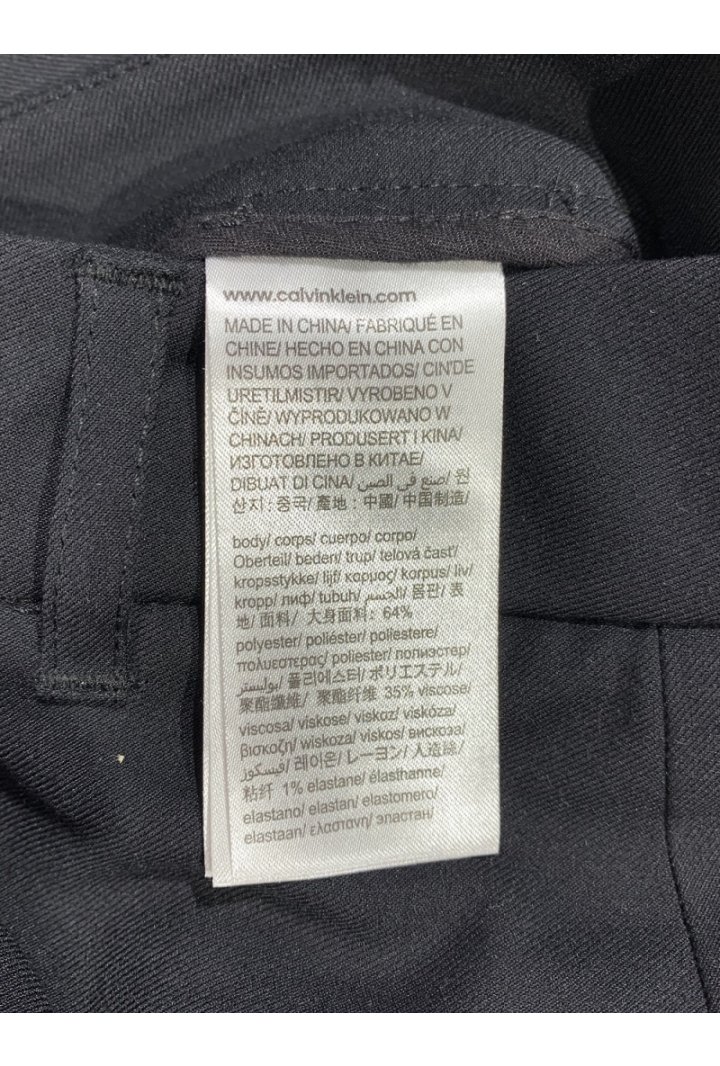 www.calvinklein.com
MADE IN CHINA/ FABRIQUÉ EN
CHINE/ HECHO EN CHINA CON
INSUMOS IMPORTADOS/ CIN'DE
URETILMISTIR/ VYROBENO V
ČÍNĚ/ WYPRODUKOWANO W
CHINACH/ PRODUSERT I KINA/
ИЗГОТОВЛЕНО В КИТАЕ/
DIBUAT DI CINA/ صنع في الصين/ 원
산지 : 중국/ 產地 : 中國/ 中国制造/
body/ corps/ cuerpo/ corpo/
Oberteil/ beden/ trup/ telová časť/
kropsstykke/ lijf/ κορμος/ korpus/ liv/
kropp/ лиф/ tubuh/ الجسم/ 몸판/ 表
地/ 面料/ 大身面料/ 64%
polyester/ poliéster/ poliestere/
πολυεστερας/ poliester/ полиэстер/
بوليستر/ 폴리에스터/ ポリエステル/
聚酯纖維/ 聚酯纤维 35% viscose/
viscosa/ viskose/ viskoz/ viskóza/
βισκοζη/ wiskoza/ viskos/ вискоза/
فيسكوز/ 레이온/ レーヨン/ 人造絲/
粘纤 1% elastane/ élasthanne/
elastano/ elastan/ elastomero/
elastaan/ ελαστανη/ эластан/